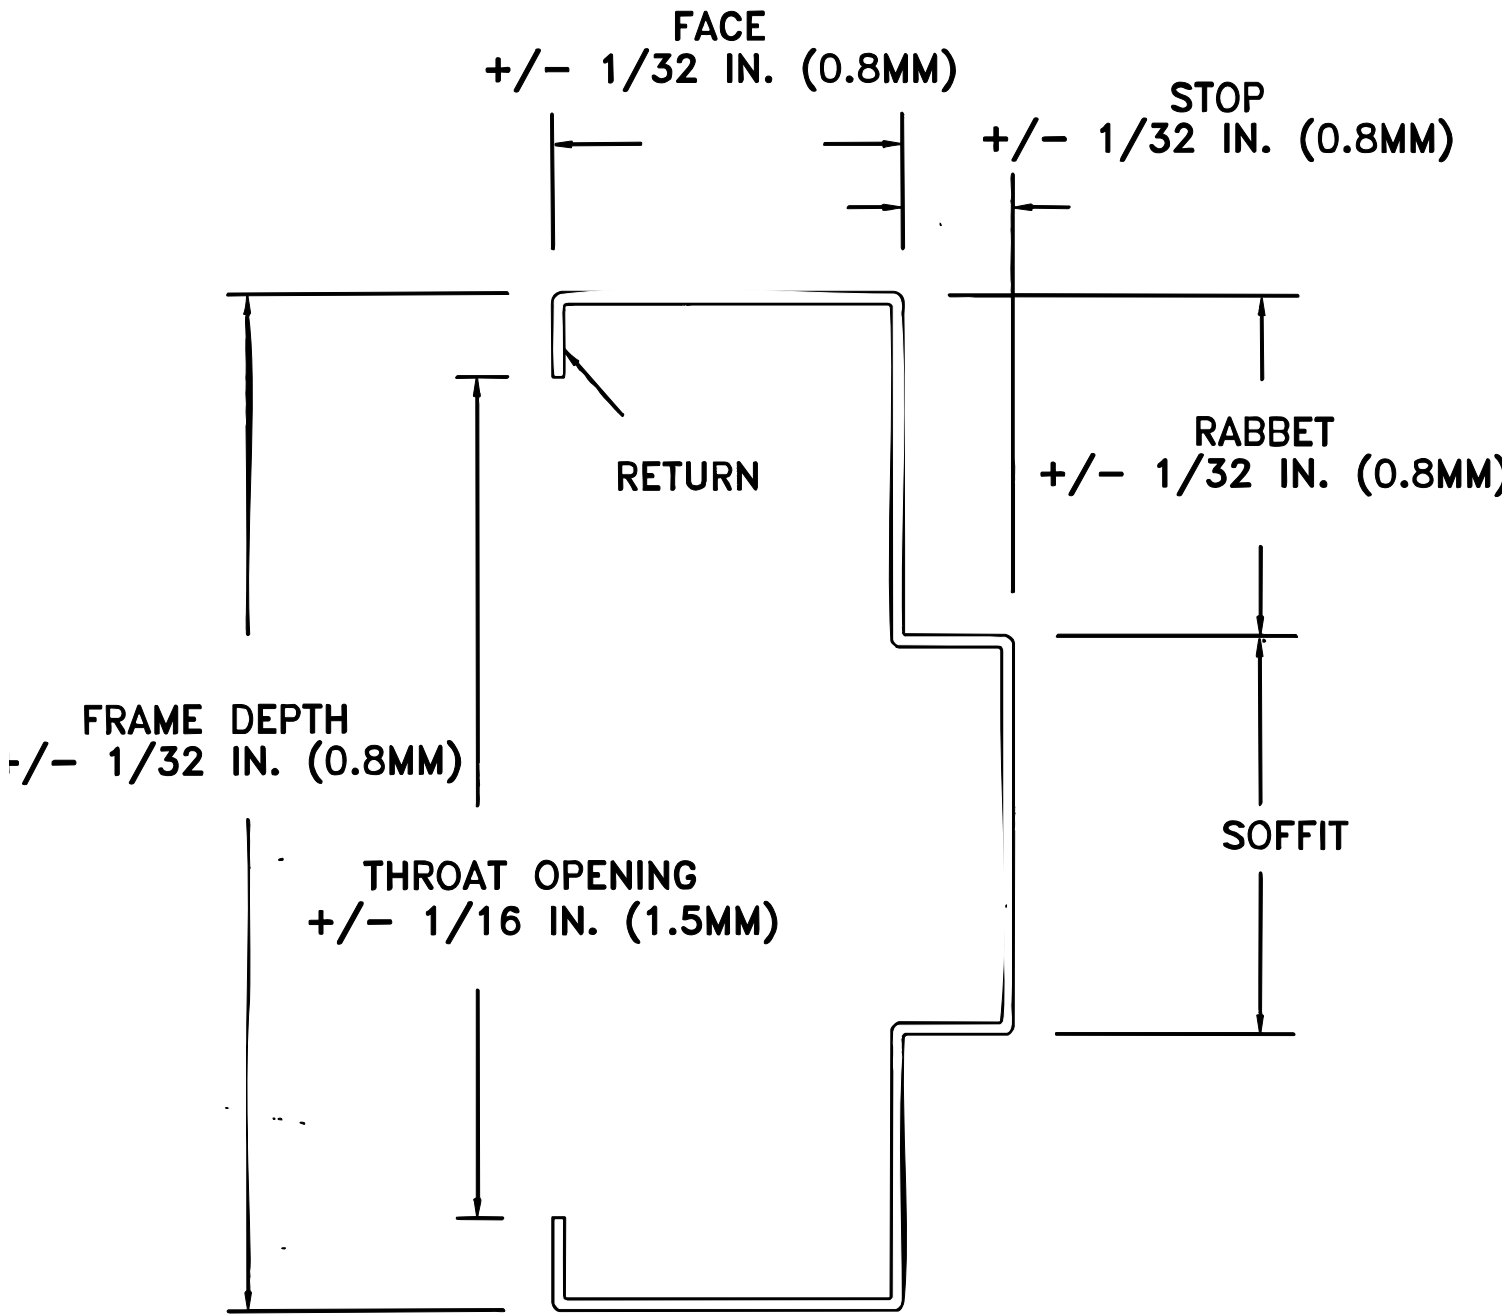 FACE
+/- 1/32 IN. (0.8MM)
STOP
+/- 1/32 IN. (0.8MM)
RABBET
+/- 1/32 IN. (0.8MM)
RETURN
FRAME DEPTH
+/- 1/32 IN. (0.8MM)
SOFFIT
THROAT OPENING
+/- 1/16 IN. (1.5MM)